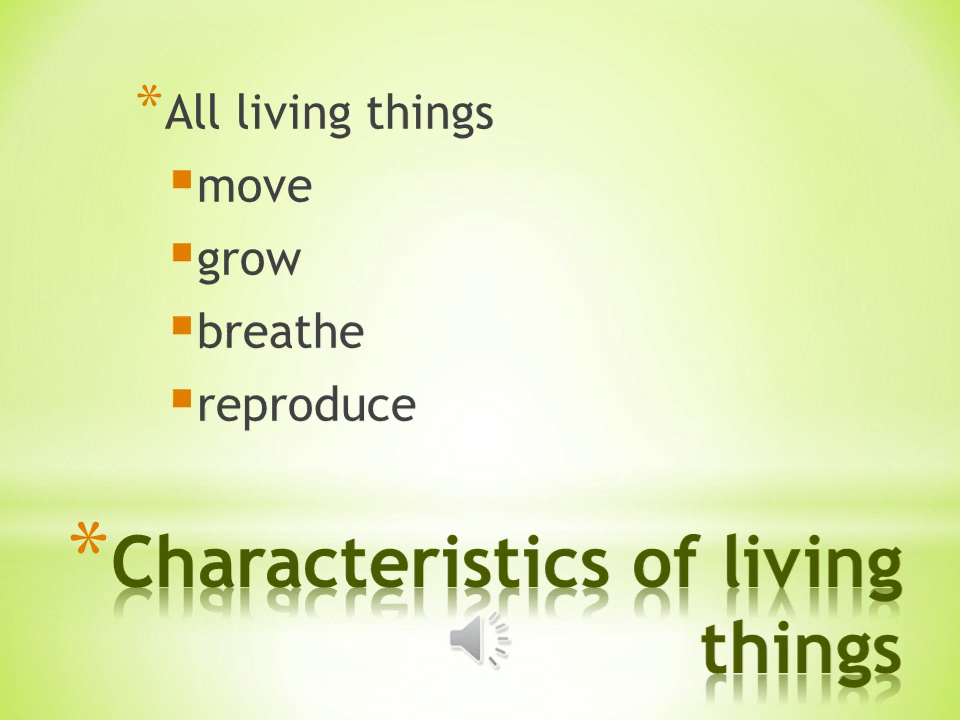 * All living things
▪ move
▪ grow
▪ breathe
▪ reproduce
* Characteristics of living
things